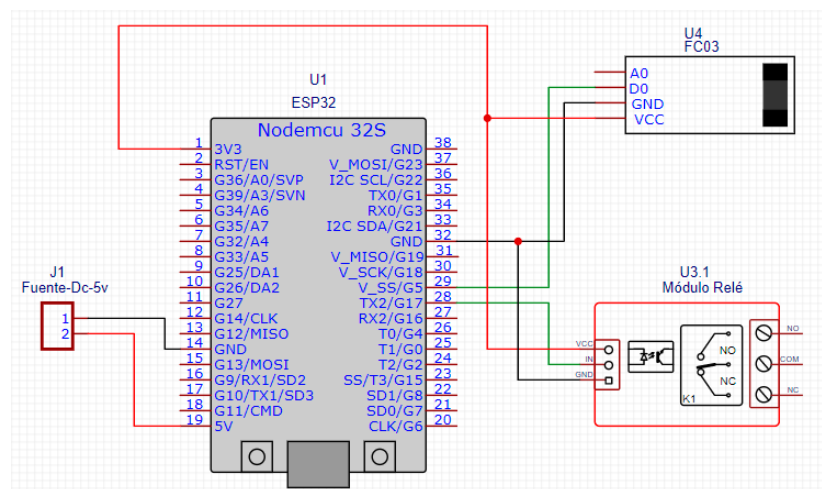 U1
ESP32
Nodemcu 32S
1 3V3
2 RST/EN
3 G36/A0/SVP
4 G39/A3/SVN
5 G34/A6
6 G35/A7
7 G32/A4
8 G33/A5
9 G25/DA1
10 G26/DA2
11 G27
12 G14/CLK
13 G12/MISO
14 GND
15 G13/MOSI
16 G9/RX1/SD2
17 G10/TX1/SD3
18 G11/CMD
19 5V
GND 38
V_MOSI/G23 37
I2C SCL/G22 36
TX0/G1 35
RX0/G3 34
I2C SDA/G21 33
GND 32
V_MISO/G19 31
V_SCK/G18 30
V_SS/G5 29
TX2/G17 28
RX2/G16 27
T0/G4 26
T1/G0 25
T2/G2 24
SS/T3/G15 23
SD1/G8 22
SD0/G7 21
CLK/G6 20
J1
Fuente-Dc-5v
1
2
U4
FC03
A0
D0
GND
VCC
U3.1
Módulo Relé
VCC
IN
GND
NO
NC
K1
NO
COM
NC